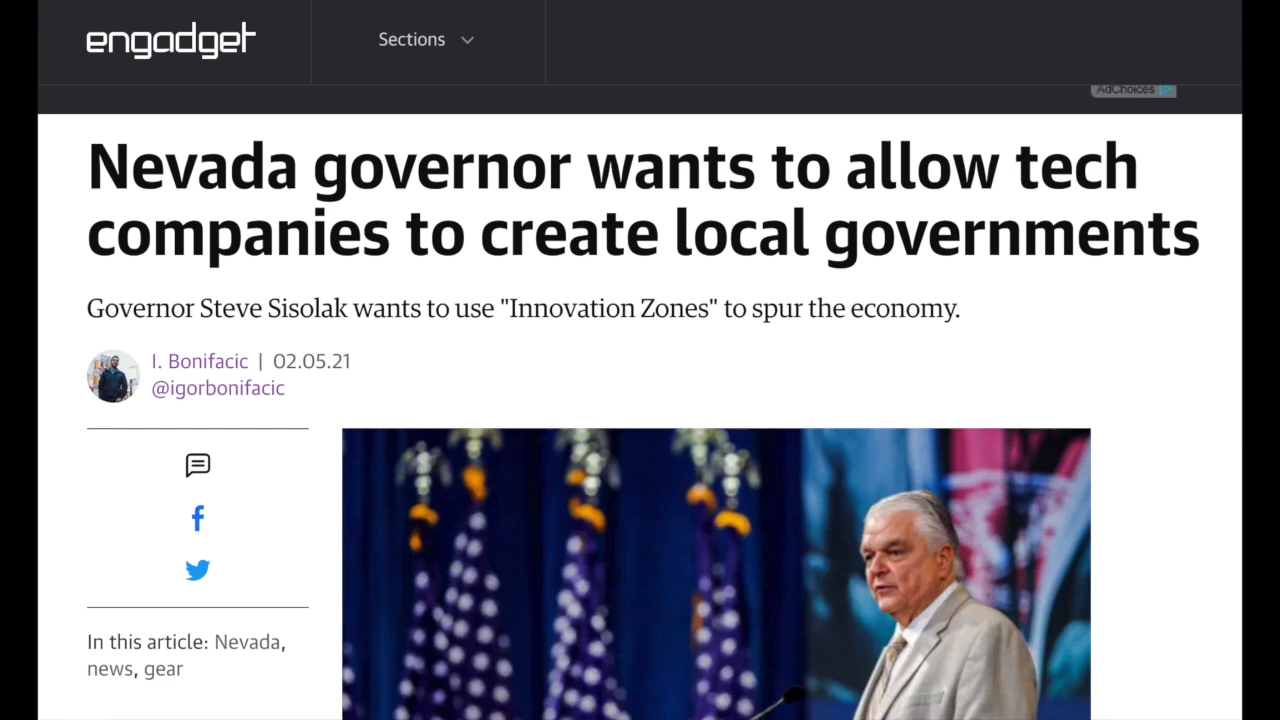 engadget
Sections
AdChoices
Nevada governor wants to allow tech
companies to create local governments
Governor Steve Sisolak wants to use "Innovation Zones" to spur the economy.
I. Bonifacic | 02.05.21
@igorbonifacic
In this article: Nevada,
news, gear